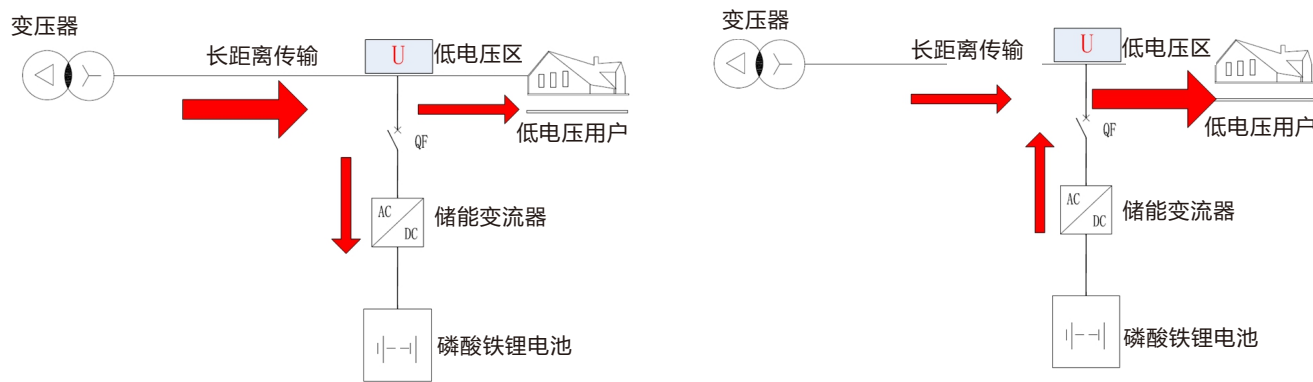 变压器
长距离传输
U
低电压区
低电压用户
QF
AC
DC
储能变流器
磷酸铁锂电池
变压器
长距离传输
U
低电压区
低电压用户
QF
AC
DC
储能变流器
磷酸铁锂电池